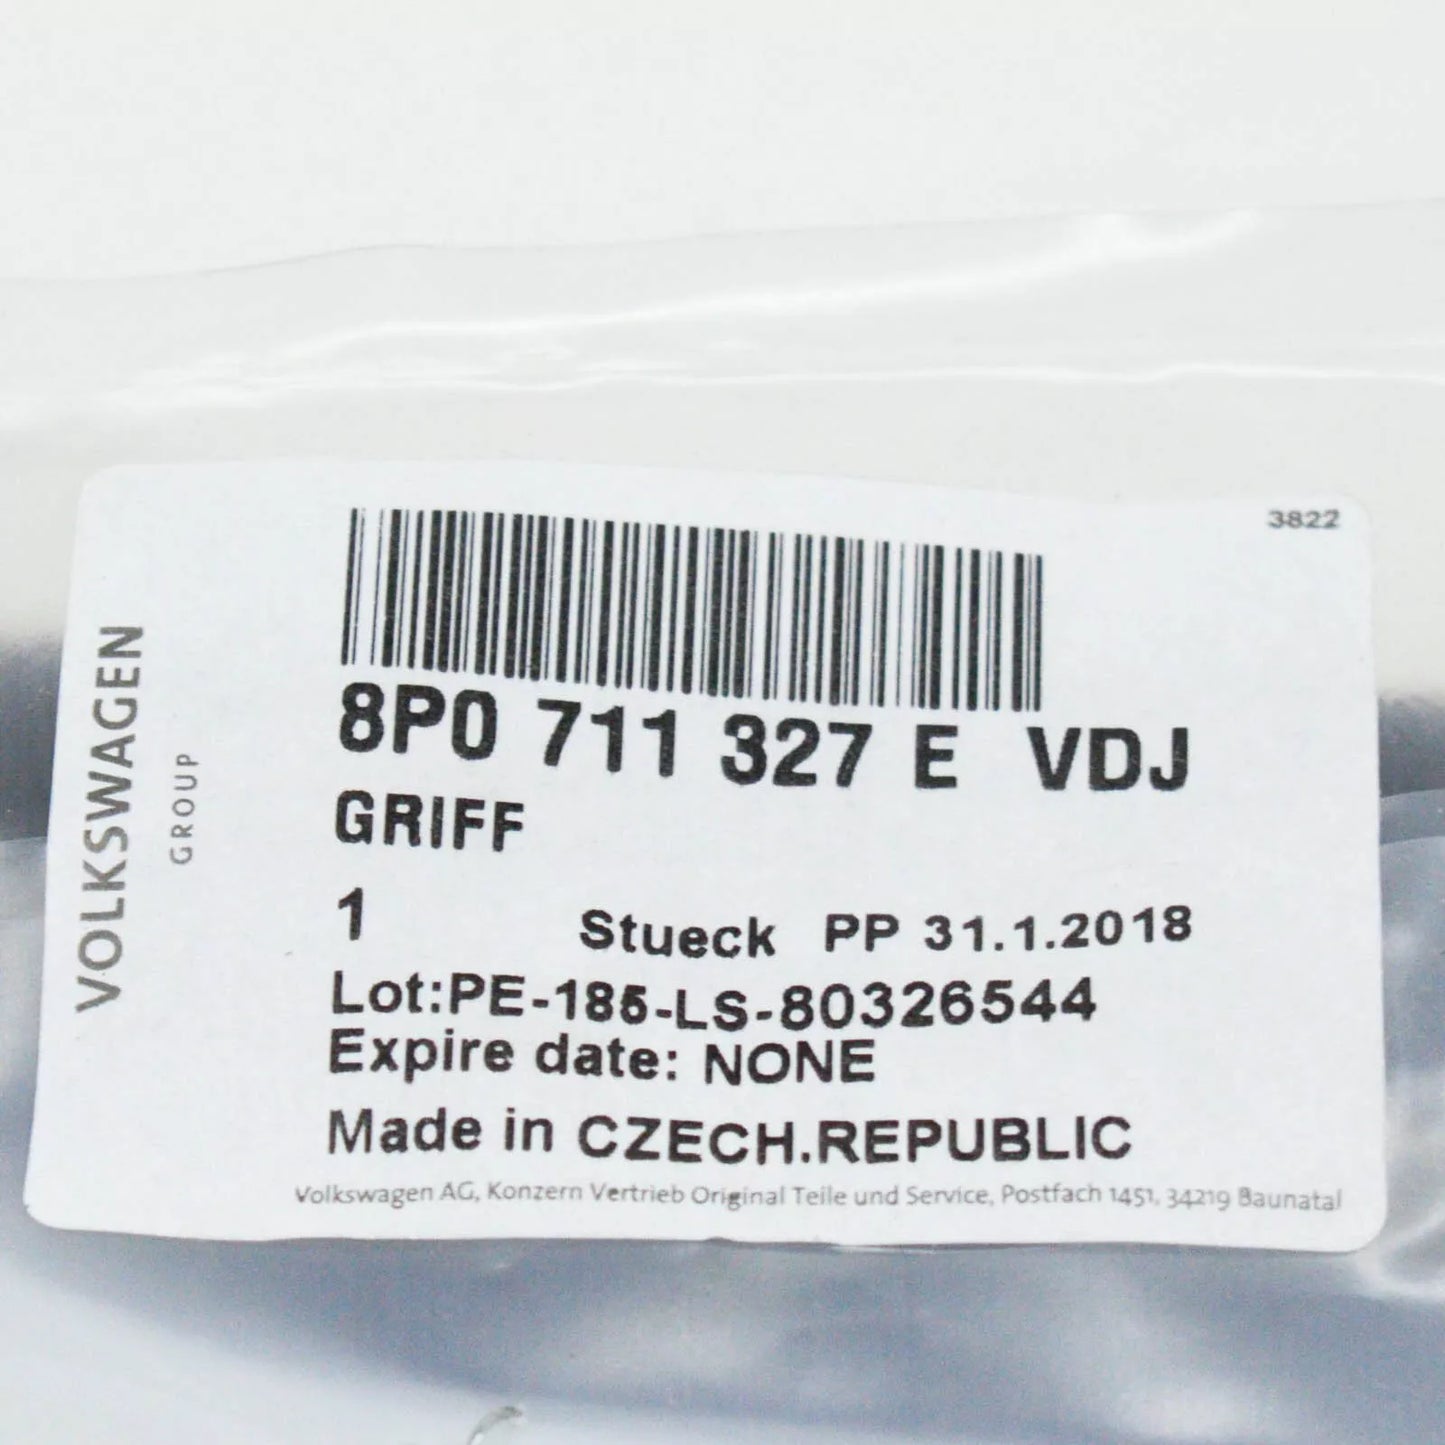 3822
VOLKSWAGEN
GROUP
8P0 711 327 E VDJ
GRIFF
1 Stueck PP 31.1.2018
Lot:PE-185-LS-80326544
Expire date: NONE
Made in CZECH.REPUBLIC
Volkswagen AG, Konzern Vertrieb Original Teile und Service, Postfach 1451, 34219 Baunatal